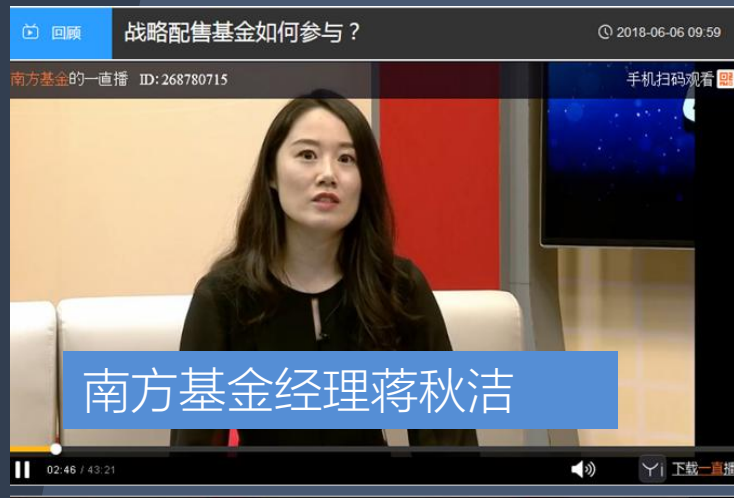 回顾 战略配售基金如何参与？ 2018-06-06 09:59
南方基金的一直播 ID: 268780715 手机扫码观看
南方基金经理蒋秋洁
02:46 / 43:21 下载一直播